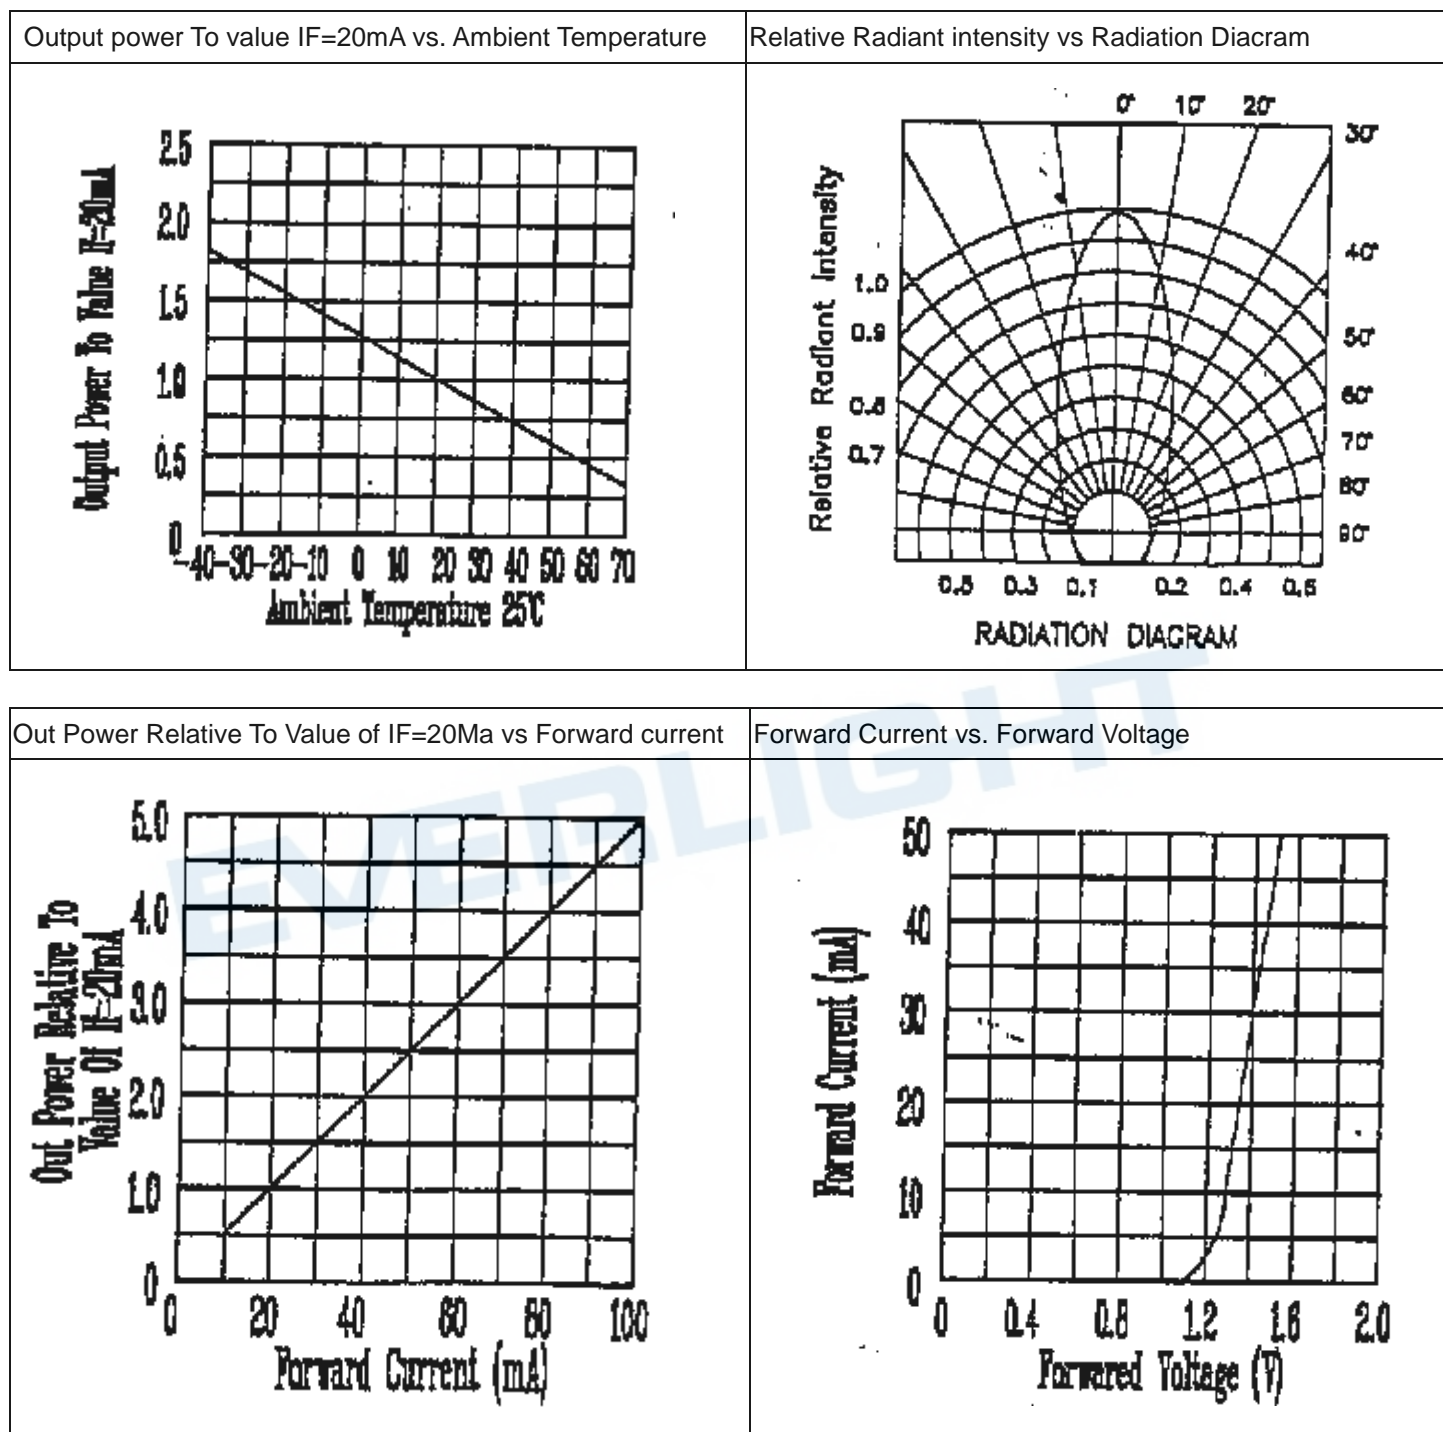 Output power To value IF=20mA vs. Ambient Temperature
Relative Radiant intensity vs Radiation Diacram
Output Power To Value If=20mA
2.5
2.0
1.5
1.0
0.5
0
-40 -30 -20 -10 0 10 20 30 40 50 60 70
Ambient Temperature 25℃
Relative Radiant Intensity
0° 10° 20°
30°
40°
50°
60°
70°
80°
90°
1.0
0.9
0.8
0.7
0.5 0.3 0.1 0.2 0.4 0.6
RADIATION DIAGRAM
EVERLIGHT
Out Power Relative To Value of IF=20Ma vs Forward current
Forward Current vs. Forward Voltage
Out Power Relative To
Value Of If=20mA
5.0
4.0
3.0
2.0
1.0
0
0 20 40 60 80 100
Forward Current (mA)
Forward Current (mA)
50
40
30
20
10
0
0 0.4 0.8 1.2 1.6 2.0
Forwared Voltage (V)